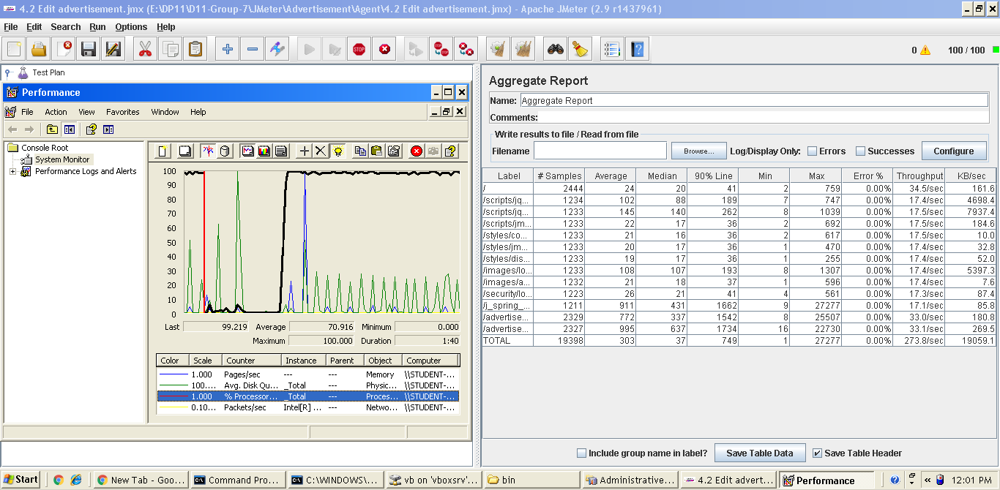 4.2 Edit advertisement.jmx (E:\DP11\D11-Group-7\JMeter\Advertisement\Agent\4.2 Edit advertisement.jmx) - Apache JMeter (2.9 r1437961)
File Edit Search Run Options Help
STOP
0 100 / 100
Test Plan
Performance
File Action View Favorites Window Help
Console Root
System Monitor
Performance Logs and Alerts
100
90
80
70
60
50
40
30
20
10
0
Last 99.219 Average 70.916 Minimum 0.000
Maximum 100.000 Duration 1:40
Color Scale Counter Instance Parent Object Computer
1.000 Pages/sec --- --- Memory \\STUDENT-...
100.... Avg. Disk Qu... _Total --- Physic... \\STUDENT-...
1.000 % Processor... _Total --- Proces... \\STUDENT-...
0.10... Packets/sec Intel[R] ... --- Netwo... \\STUDENT-...
Aggregate Report
Name: Aggregate Report
Comments:
Write results to file / Read from file
Filename Browse... Log/Display Only: Errors Successes Configure
Label # Samples Average Median 90% Line Min Max Error % Throughput KB/sec
/ 2444 24 20 41 2 759 0.00% 34.5/sec 161.6
/scripts/jq... 1234 102 88 189 7 747 0.00% 17.4/sec 4698.4
/scripts/jq... 1233 145 140 262 8 1039 0.00% 17.5/sec 7937.4
/scripts/jm... 1233 22 17 36 2 692 0.00% 17.5/sec 184.6
/styles/co... 1233 21 16 36 2 617 0.00% 17.5/sec 10.0
/styles/jm... 1233 20 17 36 1 470 0.00% 17.4/sec 32.8
/styles/dis... 1233 19 17 36 1 255 0.00% 17.4/sec 52.0
/images/lo... 1233 108 107 193 8 1307 0.00% 17.4/sec 5397.3
/images/a... 1232 21 18 37 1 596 0.00% 17.4/sec 7.6
/security/lo... 1223 26 21 41 4 561 0.00% 17.3/sec 87.4
/j_spring_... 1211 911 431 1662 9 27277 0.00% 17.1/sec 85.8
/advertise... 2329 772 337 1542 8 25507 0.00% 33.0/sec 180.8
/advertise... 2327 995 637 1734 16 22730 0.00% 33.1/sec 269.5
TOTAL 19398 303 37 749 1 27277 0.00% 273.8/sec 19059.1
Include group name in label? Save Table Data Save Table Header
Start New Tab - Goo... Command Pro... C:\WINDOWS\... vb on 'vboxsrv'... bin Administrative... 4.2 Edit advert... Performance 12:01 PM